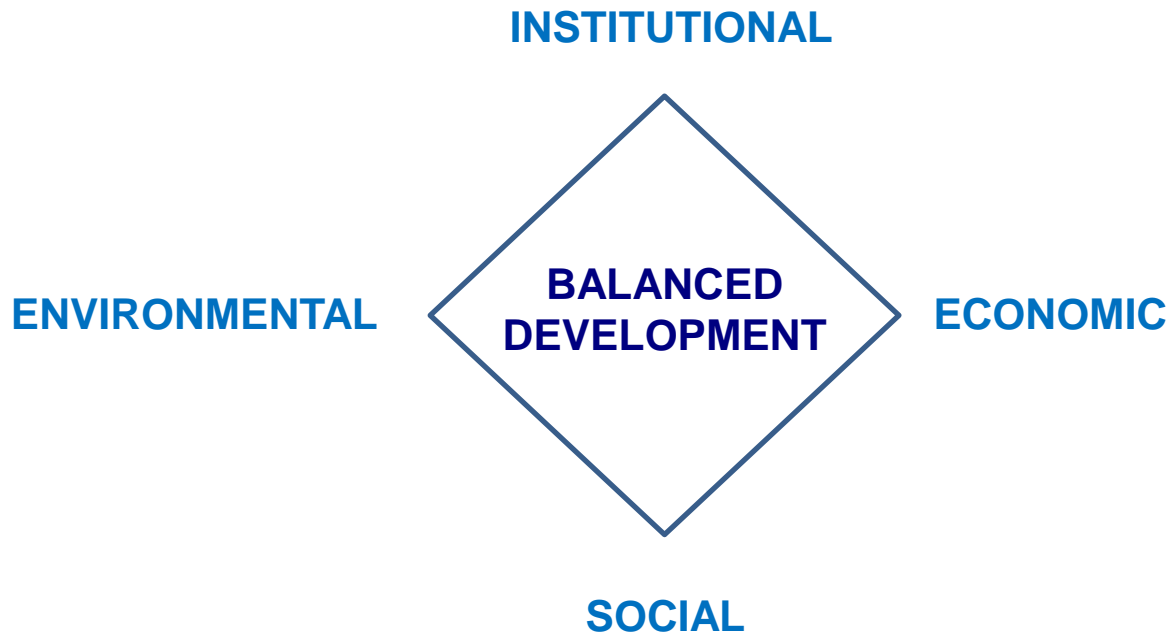 INSTITUTIONAL
BALANCED
DEVELOPMENT
ENVIRONMENTAL
ECONOMIC
SOCIAL